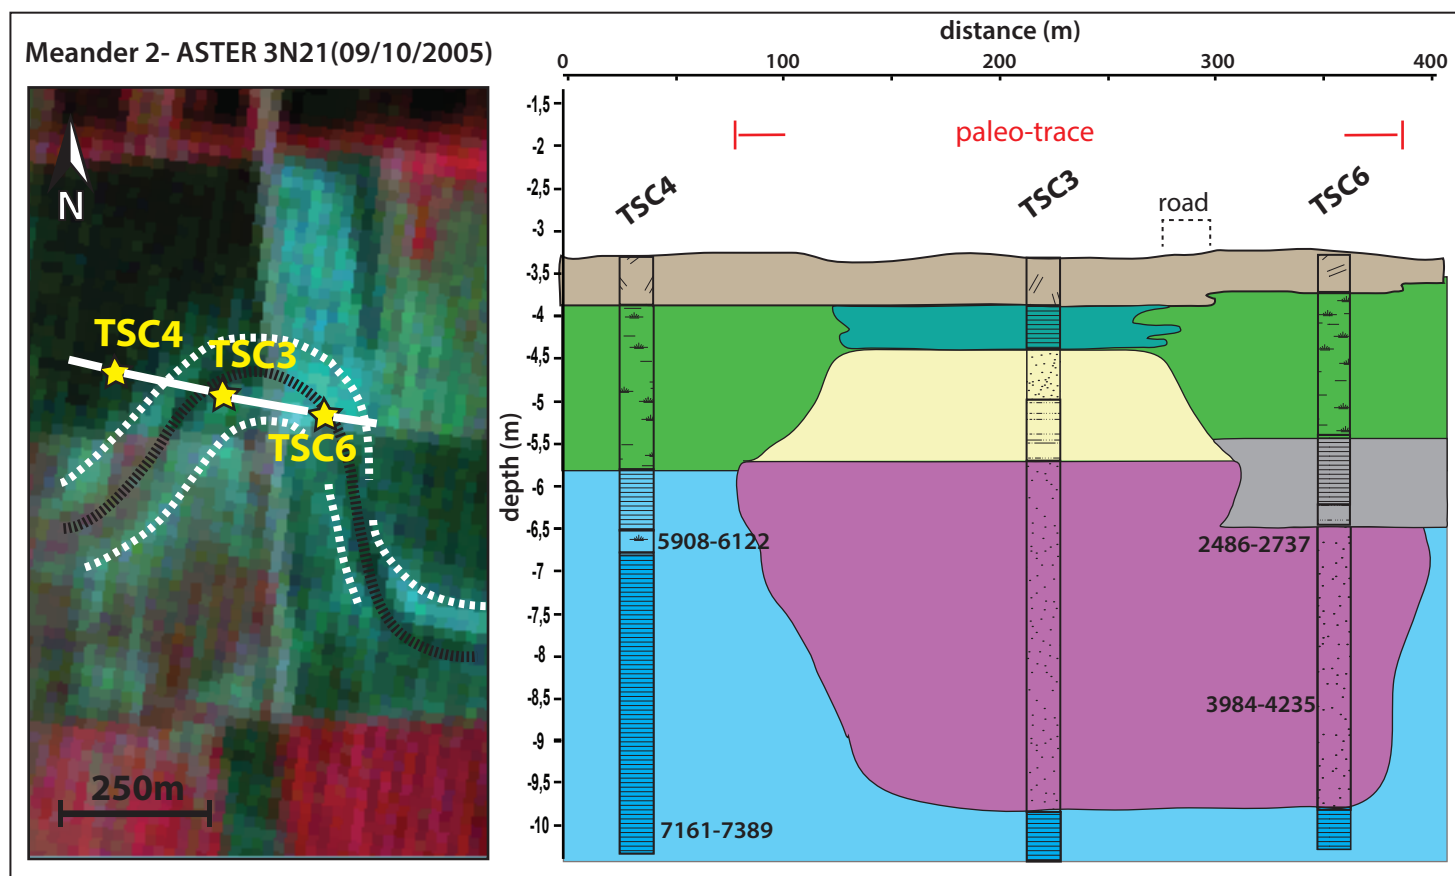 Meander 2- ASTER 3N21(09/10/2005)
N
TSC4
TSC3
TSC6
250m
distance (m)
0 100 200 300 400
depth (m)
-1,5
-2
-2,5
-3
-3,5
-4
-4,5
-5
-5,5
-6
-6,5
-7
-7,5
-8
-8,5
-9
-9,5
-10
paleo-trace
TSC4
TSC3
road
TSC6
5908-6122
2486-2737
3984-4235
7161-7389